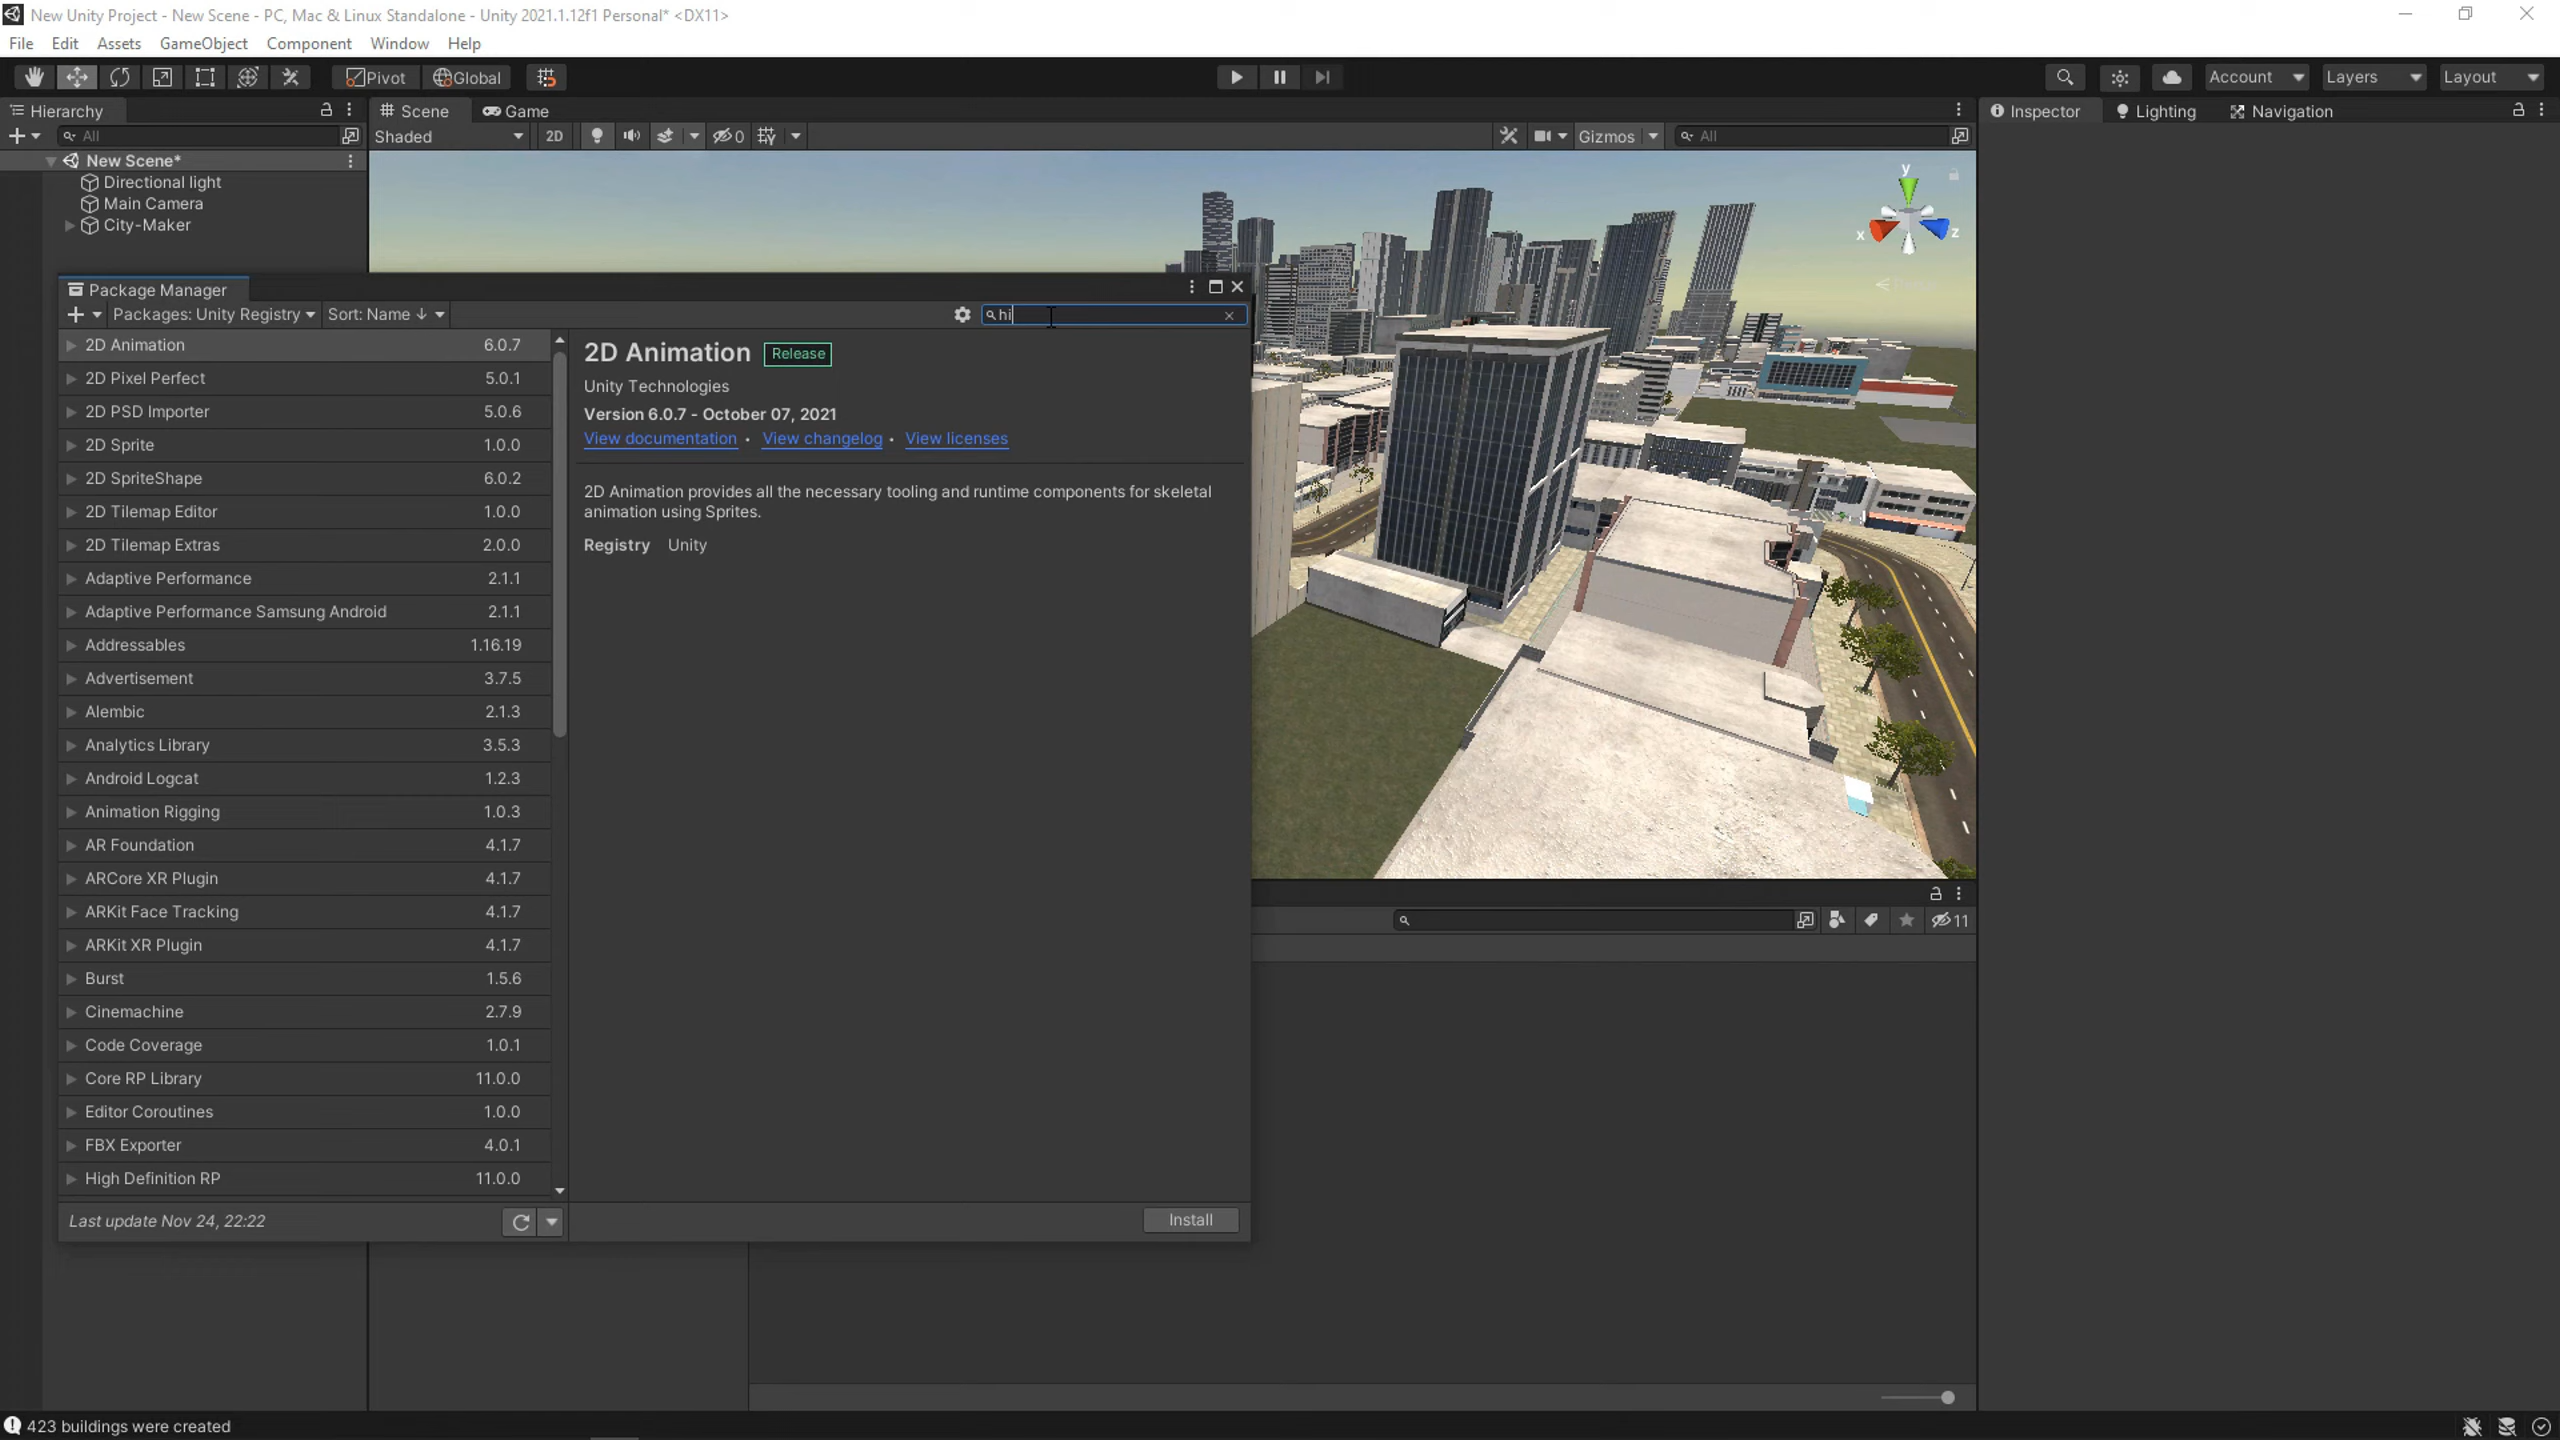 New Unity Project - New Scene - PC, Mac & Linux Standalone - Unity 2021.1.12f1 Personal* <DX11>
File Edit Assets GameObject Component Window Help
Pivot Global Account Layers Layout
Hierarchy Scene Game Inspector Lighting Navigation
All Shaded 2D 0 Gizmos All
New Scene*
Directional light
Main Camera
City-Maker
y
x z
Package Manager
Packages: Unity Registry Sort: Name ↓ hi
2D Animation 6.0.7
2D Pixel Perfect 5.0.1
2D PSD Importer 5.0.6
2D Sprite 1.0.0
2D SpriteShape 6.0.2
2D Tilemap Editor 1.0.0
2D Tilemap Extras 2.0.0
Adaptive Performance 2.1.1
Adaptive Performance Samsung Android 2.1.1
Addressables 1.16.19
Advertisement 3.7.5
Alembic 2.1.3
Analytics Library 3.5.3
Android Logcat 1.2.3
Animation Rigging 1.0.3
AR Foundation 4.1.7
ARCore XR Plugin 4.1.7
ARKit Face Tracking 4.1.7
ARKit XR Plugin 4.1.7
Burst 1.5.6
Cinemachine 2.7.9
Code Coverage 1.0.1
Core RP Library 11.0.0
Editor Coroutines 1.0.0
FBX Exporter 4.0.1
High Definition RP 11.0.0
Last update Nov 24, 22:22
2D Animation Release
Unity Technologies
Version 6.0.7 - October 07, 2021
View documentation • View changelog • View licenses
2D Animation provides all the necessary tooling and runtime components for skeletal
animation using Sprites.
Registry Unity
Install
11
423 buildings were created